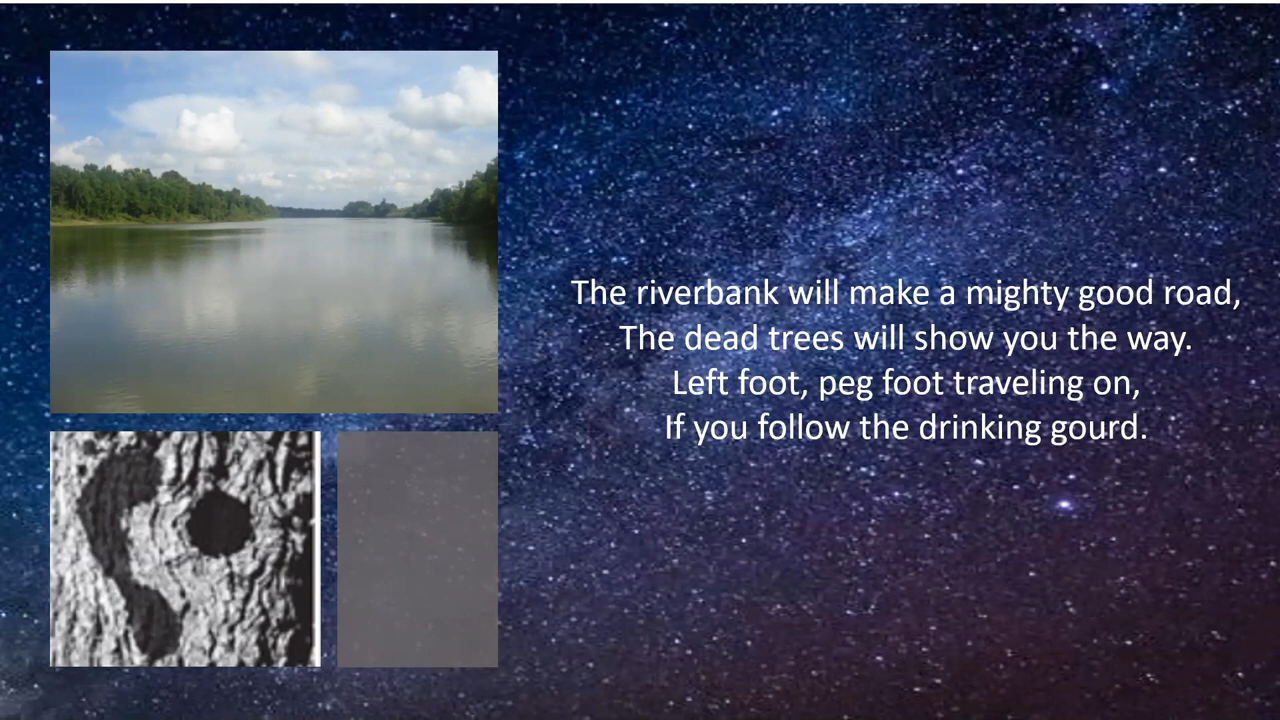 The riverbank will make a mighty good road,
The dead trees will show you the way.
Left foot, peg foot traveling on,
If you follow the drinking gourd.